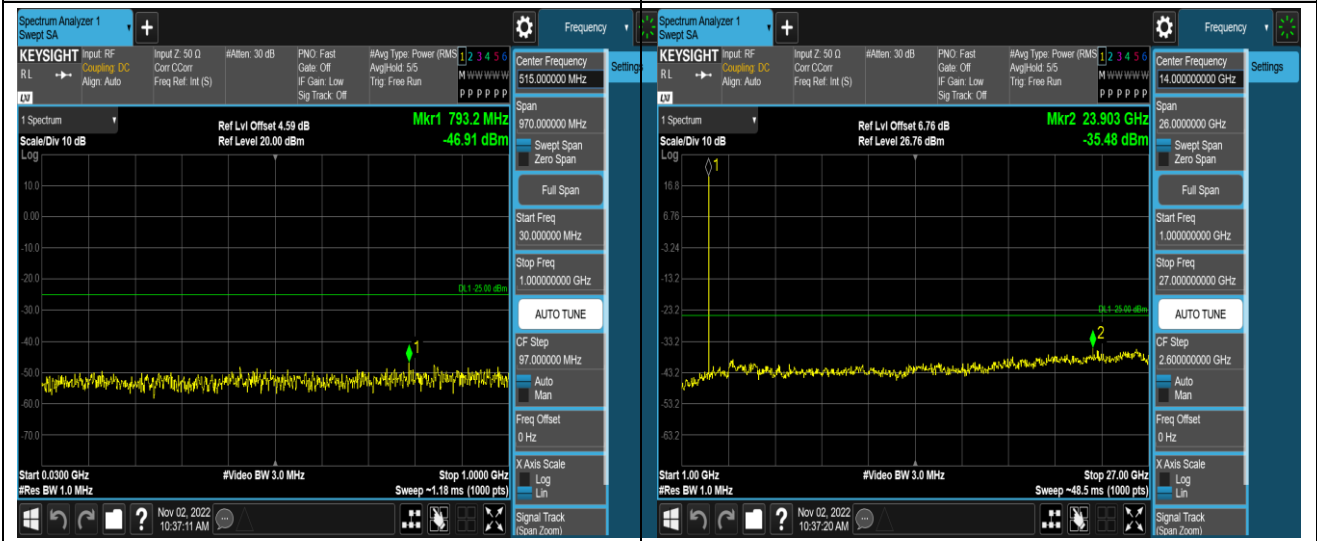 Spectrum Analyzer 1
Swept SA
+
Frequency
KEYSIGHT
RL
LXI
Input: RF
Coupling: DC
Align: Auto
Input Z: 50 Ω
Corr CCorr
Freq Ref: Int (S)
#Atten: 30 dB
PNO: Fast
Gate: Off
IF Gain: Low
Sig Track: Off
#Avg Type: Power (RMS
Avg|Hold: 5/5
Trig: Free Run
1 2 3 4 5 6
M W W W W W
P P P P P P
Center Frequency
515.000000 MHz
Settings
1 Spectrum
Scale/Div 10 dB
Log
Ref Lvl Offset 4.59 dB
Ref Level 20.00 dBm
Mkr1 793.2 MHz
-46.91 dBm
10.0
0.00
-10.0
-20.0
-30.0
-40.0
-50.0
-60.0
-70.0
DL1 -25.00 dBm
1
Start 0.0300 GHz
#Res BW 1.0 MHz
#Video BW 3.0 MHz
Stop 1.0000 GHz
Sweep ~1.18 ms (1000 pts)
Span
970.000000 MHz
Swept Span
Zero Span
Full Span
Start Freq
30.000000 MHz
Stop Freq
1.000000000 GHz
AUTO TUNE
CF Step
97.000000 MHz
Auto
Man
Freq Offset
0 Hz
X Axis Scale
Log
Lin
Signal Track
(Span Zoom)
?
Nov 02, 2022
10:37:11 AM
Spectrum Analyzer 1
Swept SA
+
Frequency
KEYSIGHT
RL
LXI
Input: RF
Coupling: DC
Align: Auto
Input Z: 50 Ω
Corr CCorr
Freq Ref: Int (S)
#Atten: 30 dB
PNO: Fast
Gate: Off
IF Gain: Low
Sig Track: Off
#Avg Type: Power (RMS
Avg|Hold: 5/5
Trig: Free Run
1 2 3 4 5 6
M W W W W W
P P P P P P
Center Frequency
14.000000000 GHz
Settings
1 Spectrum
Scale/Div 10 dB
Log
Ref Lvl Offset 6.76 dB
Ref Level 26.76 dBm
Mkr2 23.903 GHz
-35.48 dBm
1
16.8
6.76
-3.24
-13.2
-23.2
-33.2
-43.2
-53.2
-63.2
DL1 -25.00 dBm
2
Start 1.00 GHz
#Res BW 1.0 MHz
#Video BW 3.0 MHz
Stop 27.00 GHz
Sweep ~48.5 ms (1000 pts)
Span
26.0000000 GHz
Swept Span
Zero Span
Full Span
Start Freq
1.000000000 GHz
Stop Freq
27.000000000 GHz
AUTO TUNE
CF Step
2.600000000 GHz
Auto
Man
Freq Offset
0 Hz
X Axis Scale
Log
Lin
Signal Track
(Span Zoom)
?
Nov 02, 2022
10:37:20 AM